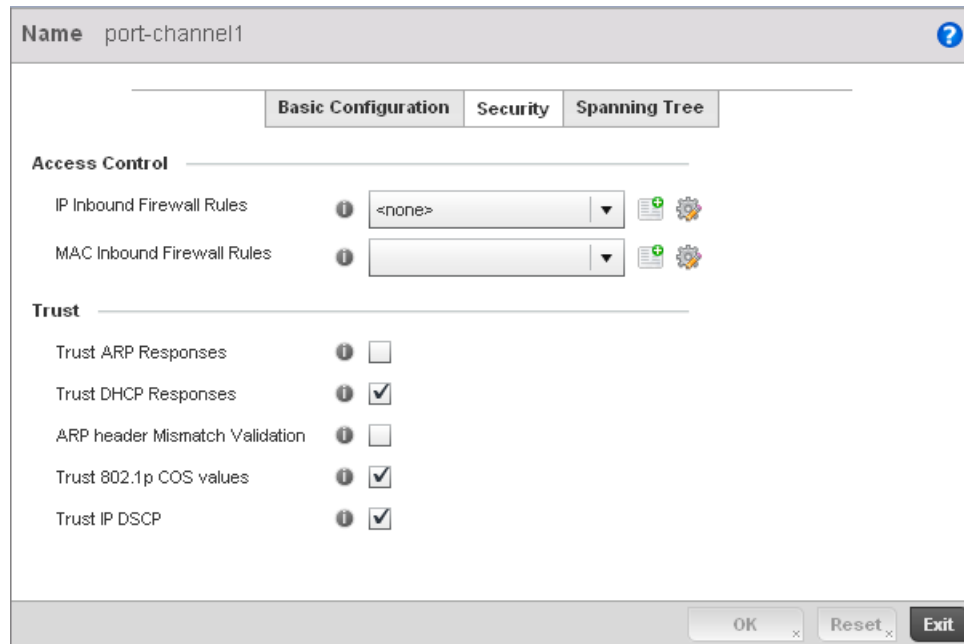 Name port-channel1
?
Basic Configuration
Security
Spanning Tree
Access Control
IP Inbound Firewall Rules
<none>
MAC Inbound Firewall Rules
Trust
Trust ARP Responses
Trust DHCP Responses
ARP header Mismatch Validation
Trust 802.1p COS values
Trust IP DSCP
OK
Reset
Exit